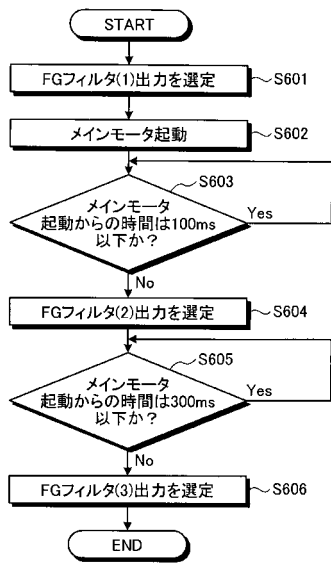 START
FGフィルタ(1)出力を選定
S601
メインモータ起動
S602
S603
メインモータ
起動からの時間は100ms
以下か?
Yes
No
FGフィルタ(2)出力を選定
S604
S605
メインモータ
起動からの時間は300ms
以下か?
Yes
No
FGフィルタ(3)出力を選定
S606
END